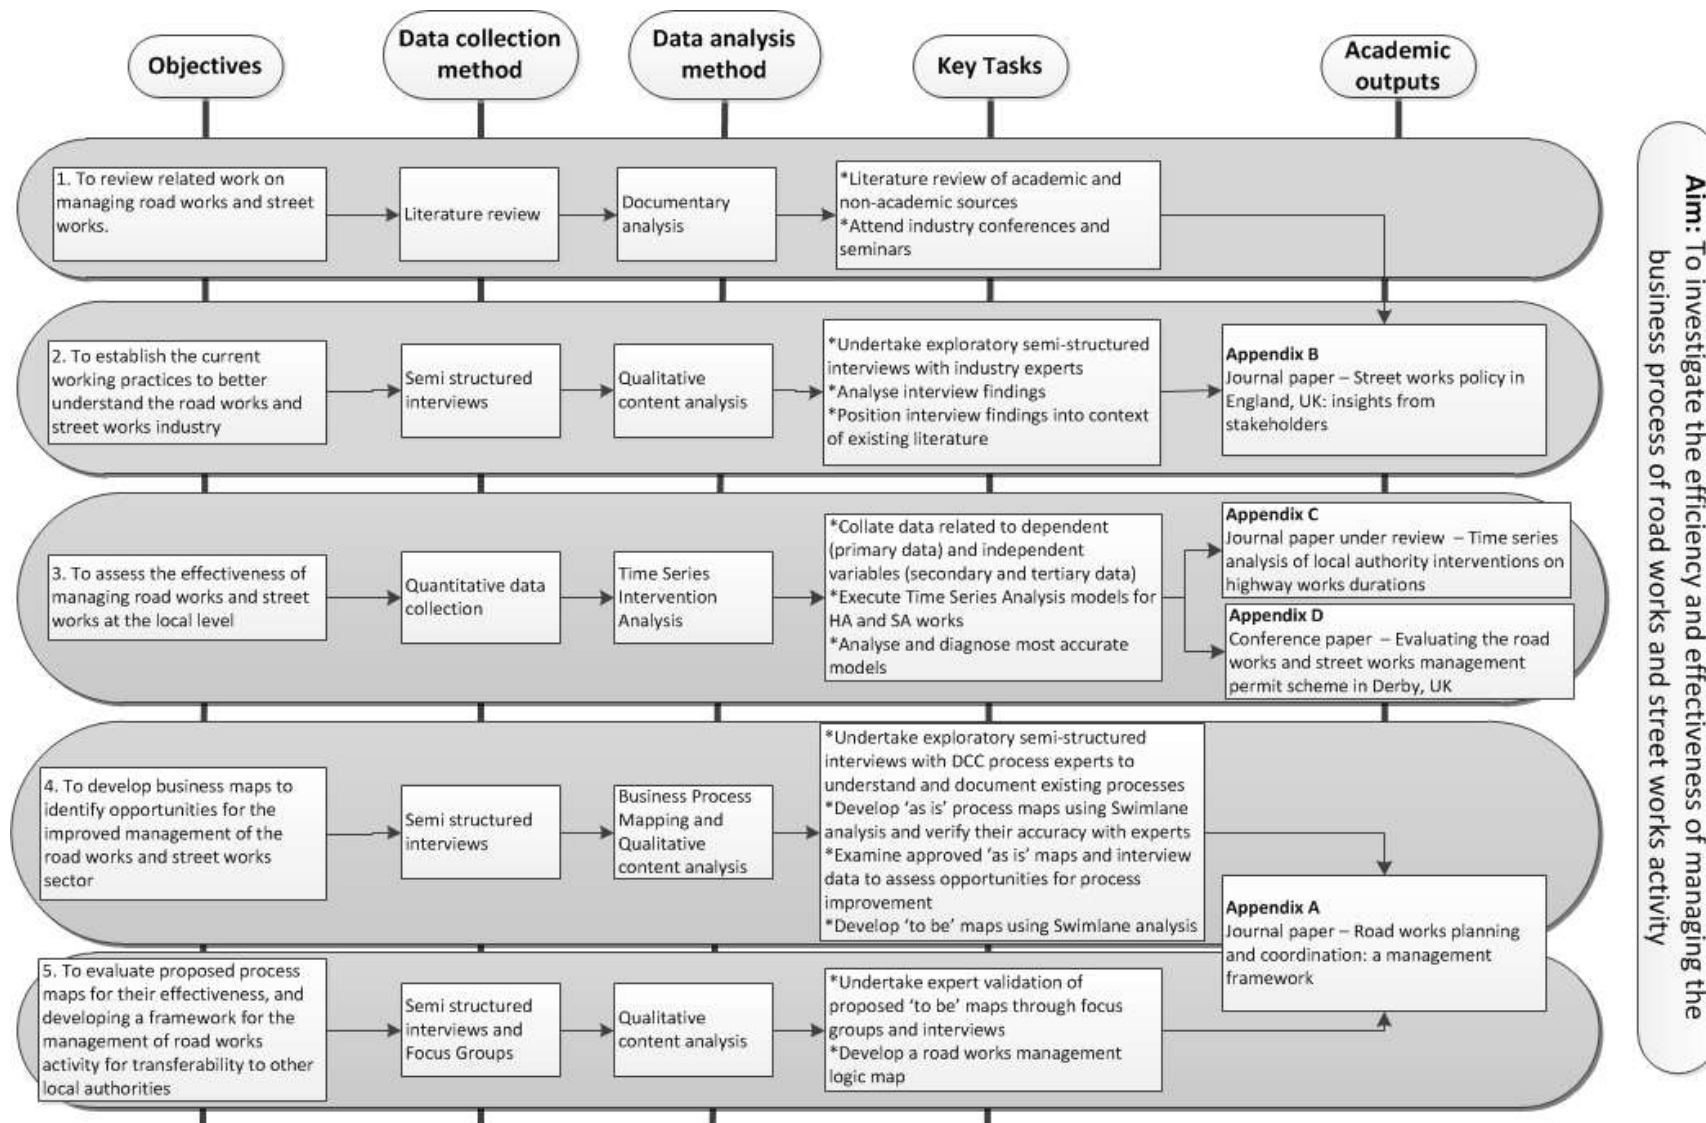 Objectives
Data collection
method
Data analysis
method
Key Tasks
Academic
outputs
1. To review related work on
managing road works and street
works.
Literature review
Documentary
analysis
*Literature review of academic and
non-academic sources
*Attend industry conferences and
seminars
2. To establish the current
working practices to better
understand the road works and
street works industry
Semi structured
interviews
Qualitative
content analysis
*Undertake exploratory semi-structured
interviews with industry experts
*Analyse interview findings
*Position interview findings into context
of existing literature
Appendix B
Journal paper – Street works policy in
England, UK: insights from
stakeholders
3. To assess the effectiveness of
managing road works and street
works at the local level
Quantitative data
collection
Time Series
Intervention
Analysis
*Collate data related to dependent
(primary data) and independent
variables (secondary and tertiary data)
*Execute Time Series Analysis models for
HA and SA works
*Analyse and diagnose most accurate
models
Appendix C
Journal paper under review – Time series
analysis of local authority interventions on
highway works durations
Appendix D
Conference paper – Evaluating the road
works and street works management
permit scheme in Derby, UK
4. To develop business maps to
identify opportunities for the
improved management of the
road works and street works
sector
Semi structured
interviews
Business Process
Mapping and
Qualitative
content analysis
*Undertake exploratory semi-structured
interviews with DCC process experts to
understand and document existing processes
*Develop ‘as is’ process maps using Swimlane
analysis and verify their accuracy with experts
*Examine approved ‘as is’ maps and interview
data to assess opportunities for process
improvement
*Develop ‘to be’ maps using Swimlane analysis
Appendix A
Journal paper – Road works planning
and coordination: a management
framework
5. To evaluate proposed process
maps for their effectiveness, and
developing a framework for the
management of road works
activity for transferability to other
local authorities
Semi structured
interviews and
Focus Groups
Qualitative
content analysis
*Undertake expert validation of
proposed ‘to be’ maps through focus
groups and interviews
*Develop a road works management
logic map
Aim: To investigate the efficiency and effectiveness of managing the
business process of road works and street works activity